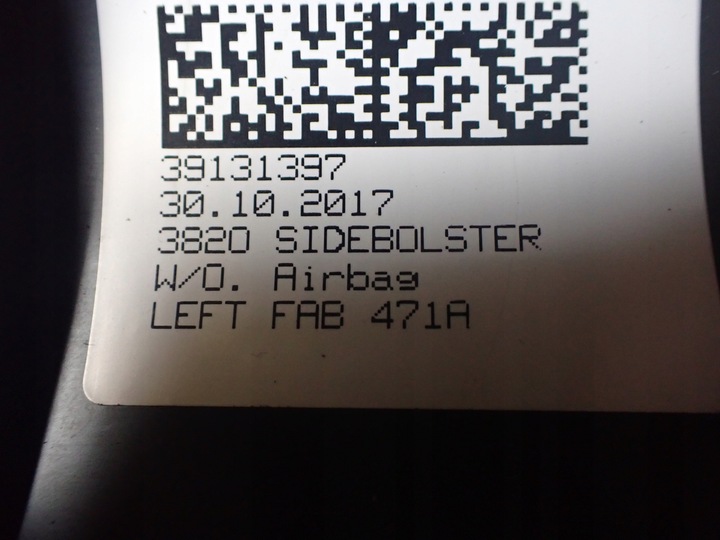 39131397
30.10.2017
3820 SIDEBOLSTER
W/O. Airbag
LEFT FAB 471A